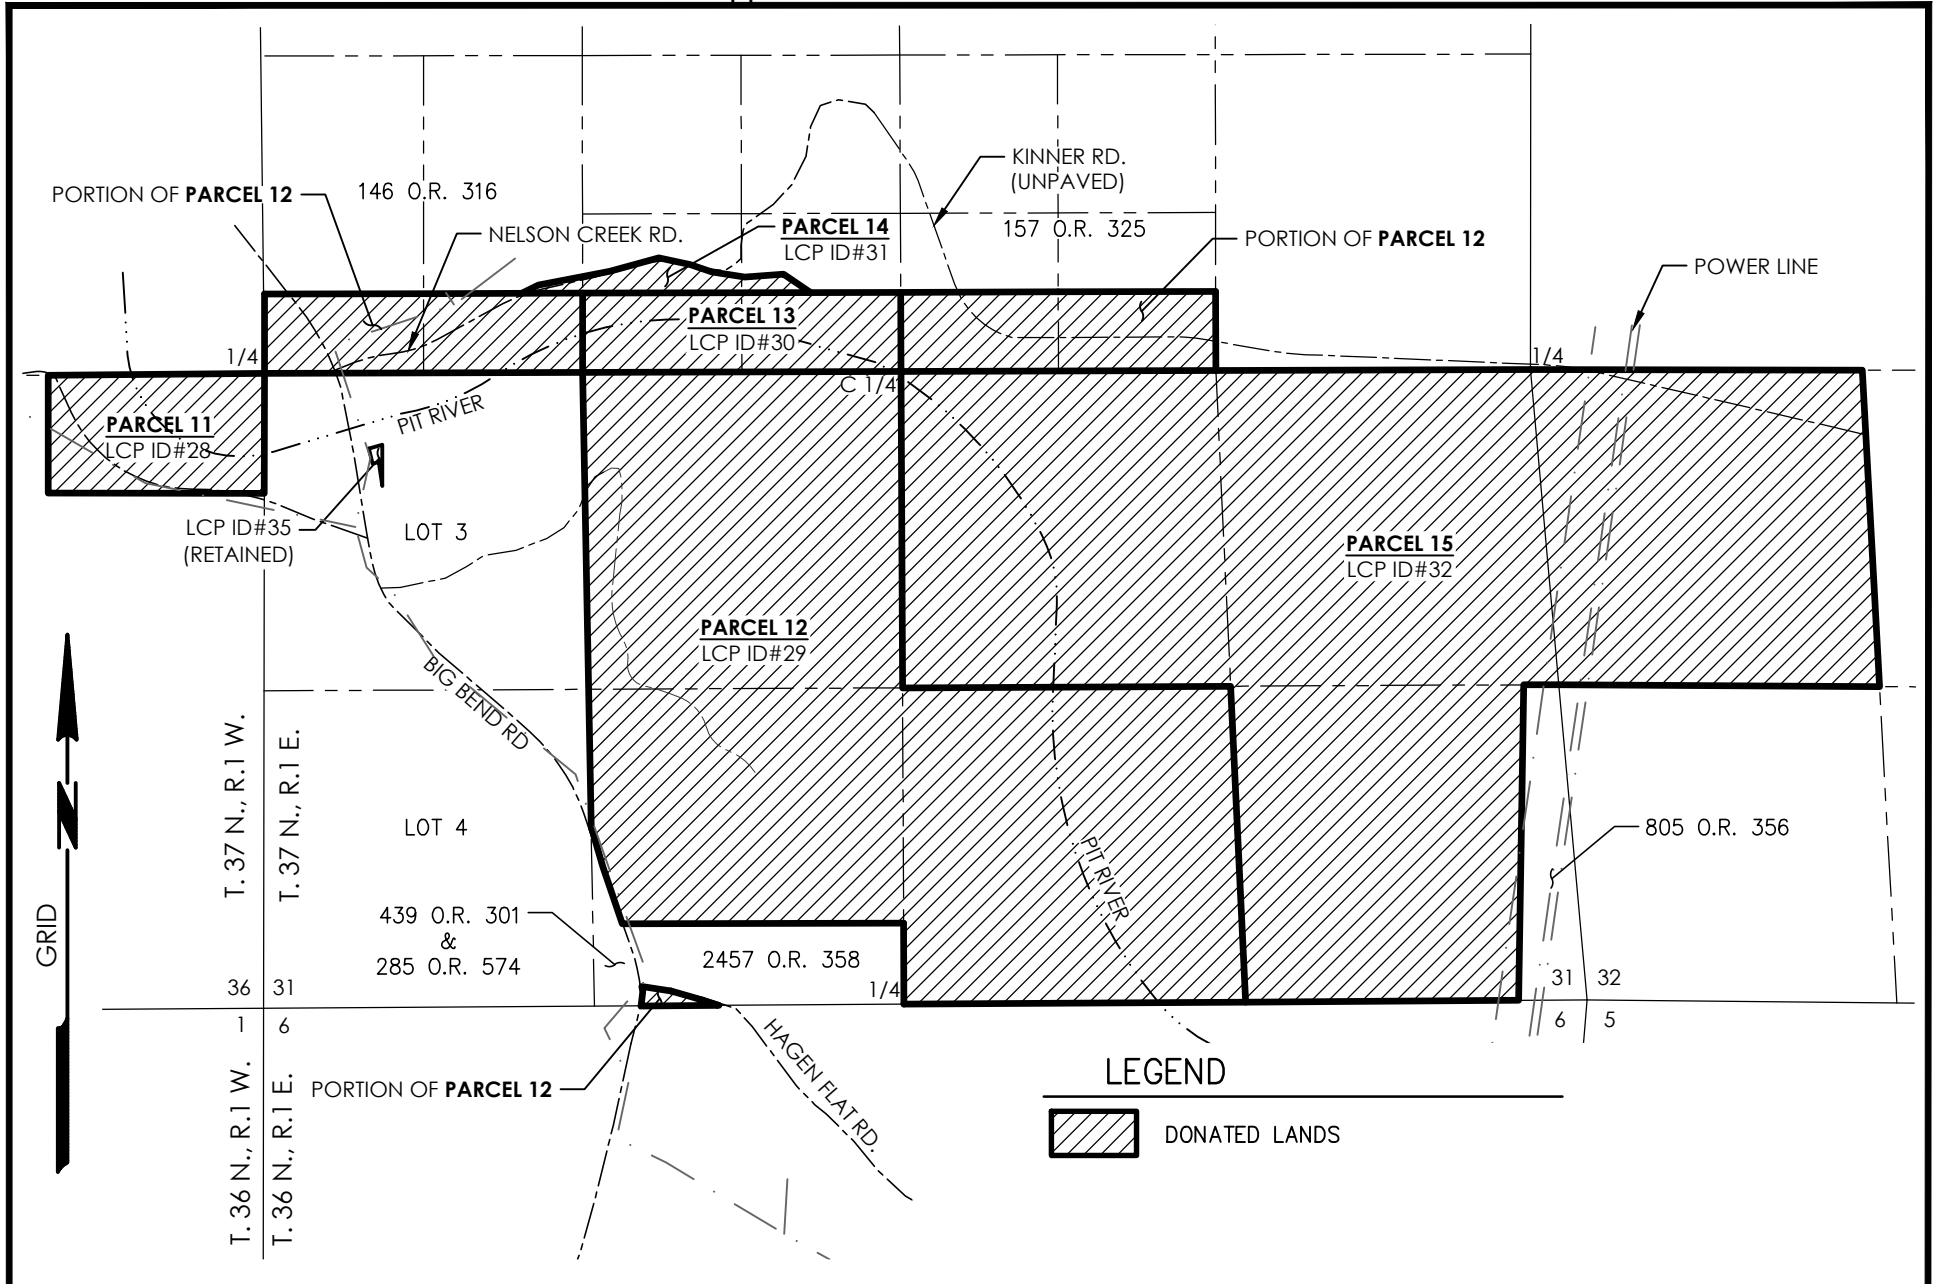 KINNER RD.
(UNPAVED)
PORTION OF PARCEL 12
146 O.R. 316
NELSON CREEK RD.
PARCEL 14
LCP ID#31
157 O.R. 325
PORTION OF PARCEL 12
POWER LINE
PARCEL 13
LCP ID#30
1/4
1/4
C 1/4
PARCEL 11
LCP ID#28
PIT RIVER
LCP ID#35
(RETAINED)
LOT 3
PARCEL 15
LCP ID#32
PARCEL 12
LCP ID#29
BIG BEND RD
T. 37 N., R.1 W.
T. 37 N., R.1 E.
LOT 4
805 O.R. 356
PIT RIVER
GRID
N
439 O.R. 301
&
285 O.R. 574
2457 O.R. 358
1/4
36 31
1 6
31 32
6 5
HAGEN FLAT RD.
PORTION OF PARCEL 12
T. 36 N., R.1 W.
T. 36 N., R.1 E.
LEGEND
DONATED LANDS